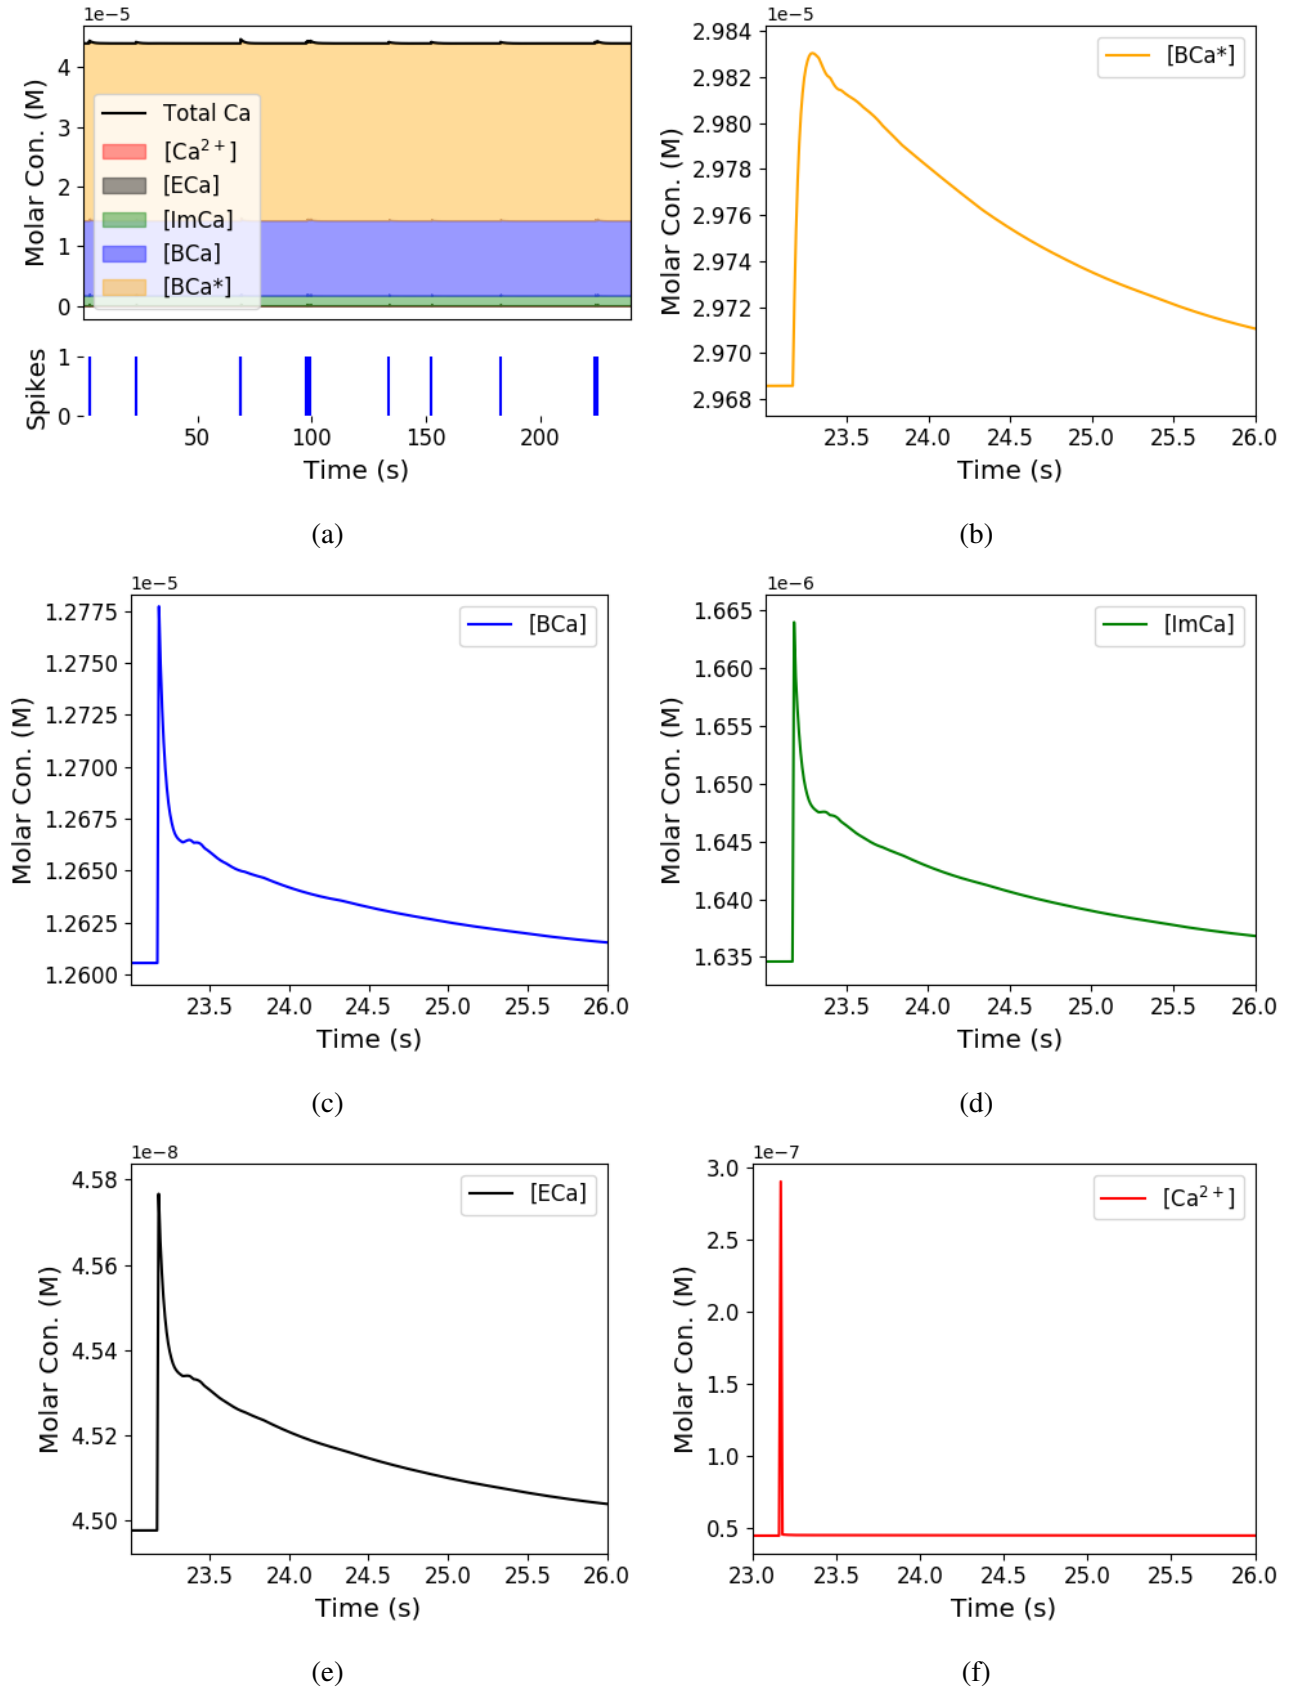 1e−5
Molar Con. (M)
4
3
2
1
0
Total Ca
[Ca2+]
[ECa]
[ImCa]
[BCa]
[BCa*]
Spikes
1
0
50 100 150 200
Time (s)
(a)
1e−5
Molar Con. (M)
2.984
2.982
2.980
2.978
2.976
2.974
2.972
2.970
2.968
[BCa*]
23.5 24.0 24.5 25.0 25.5 26.0
Time (s)
(b)
1e−5
Molar Con. (M)
1.2775
1.2750
1.2725
1.2700
1.2675
1.2650
1.2625
1.2600
[BCa]
23.5 24.0 24.5 25.0 25.5 26.0
Time (s)
(c)
1e−6
Molar Con. (M)
1.665
1.660
1.655
1.650
1.645
1.640
1.635
[ImCa]
23.5 24.0 24.5 25.0 25.5 26.0
Time (s)
(d)
1e−8
Molar Con. (M)
4.58
4.56
4.54
4.52
4.50
[ECa]
23.5 24.0 24.5 25.0 25.5 26.0
Time (s)
(e)
1e−7
Molar Con. (M)
3.0
2.5
2.0
1.5
1.0
0.5
[Ca2+]
23.0 23.5 24.0 24.5 25.0 25.5 26.0
Time (s)
(f)